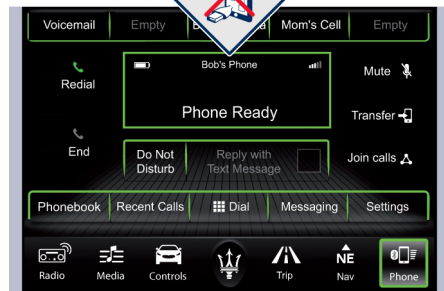 Voicemail Empty Mom's Cell Empty
Redial
Bob's Phone
Mute
Phone Ready
Transfer
End
Do Not
Disturb
Reply with
Text Message
Join calls
Phonebook Recent Calls Dial Messaging Settings
NE
Radio Media Controls Trip Nav Phone